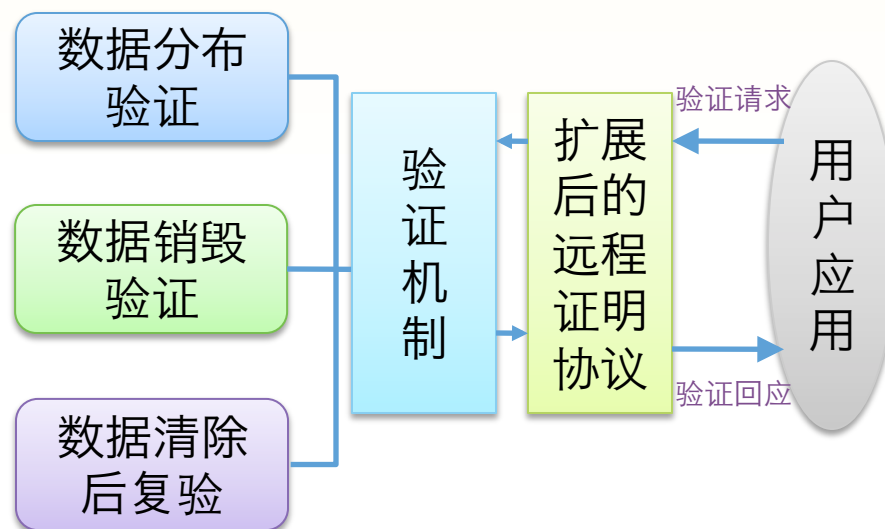 数据分布
验证
数据销毁
验证
数据清除
后复验
验证机制
扩展
后的
远程
证明
协议
验证请求
验证回应
用户应用